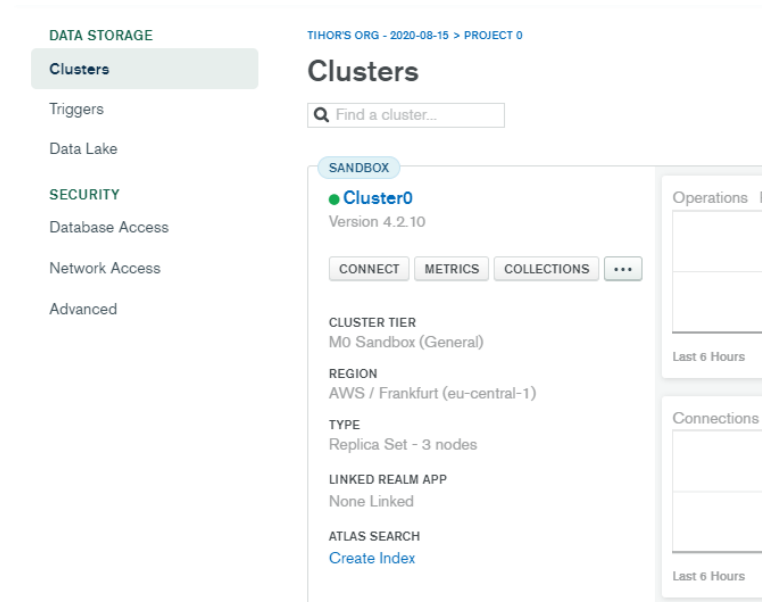 DATA STORAGE
Clusters
Triggers
Data Lake
SECURITY
Database Access
Network Access
Advanced
TIHOR'S ORG - 2020-08-15 > PROJECT 0
Clusters
Find a cluster...
SANDBOX
Cluster0
Version 4.2.10
CONNECT METRICS COLLECTIONS ...
CLUSTER TIER
M0 Sandbox (General)
REGION
AWS / Frankfurt (eu-central-1)
TYPE
Replica Set - 3 nodes
LINKED REALM APP
None Linked
ATLAS SEARCH
Create Index
Operations
Last 6 Hours
Connections
Last 6 Hours